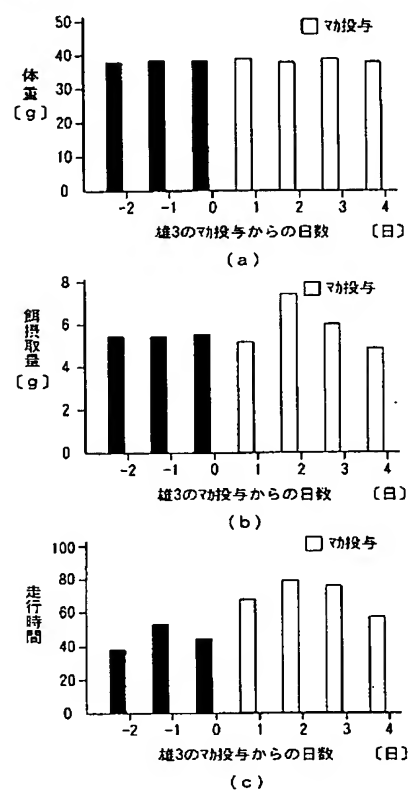 50
40
30
20
10
0
体重
〔g〕
□ マカ投与
-2 -1 0 1 2 3 4
雄3のマカ投与からの日数 〔日〕
(a)
8
6
4
2
0
餌摂取量
〔g〕
□ マカ投与
-2 -1 0 1 2 3 4
雄3のマカ投与からの日数 〔日〕
(b)
100
80
60
40
20
0
走行時間
□ マカ投与
-2 -1 0 1 2 3 4
雄3のマカ投与からの日数 〔日〕
(c)